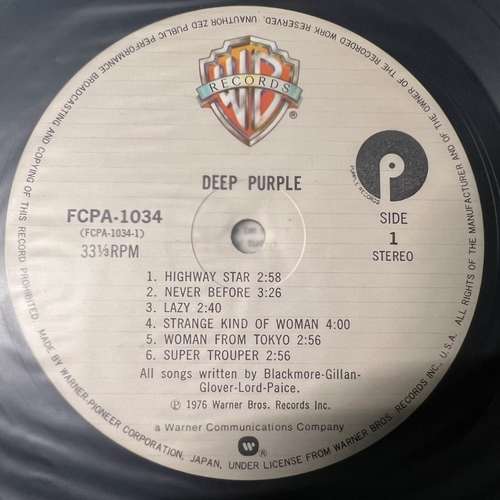 ALL RIGHTS OF THE MANUFACTURER AND OF THE OWNER OF THE RECORDED WORK RESERVED. UNAUTHORIZED PUBLIC PERFORMANCE BROADCASTING AND COPYING OF THIS RECORD PROHIBITED. MADE BY WARNER-PIONEER CORPORATION, JAPAN, UNDER LICENSE FROM WARNER BROS. RECORDS INC., U.S.A.
WB
RECORDS
®
DEEP PURPLE
P
PURPLE RECORDS
FCPA-1034
(FCPA-1034-1)
33⅓RPM
SIDE
1
STEREO
1. HIGHWAY STAR 2:58
2. NEVER BEFORE 3:26
3. LAZY 2:40
4. STRANGE KIND OF WOMAN 4:00
5. WOMAN FROM TOKYO 2:56
6. SUPER TROUPER 2:56
All songs written by Blackmore-Gillan-
Glover-Lord-Paice.
℗ 1976 Warner Bros. Records Inc.
a Warner Communications Company
W ®